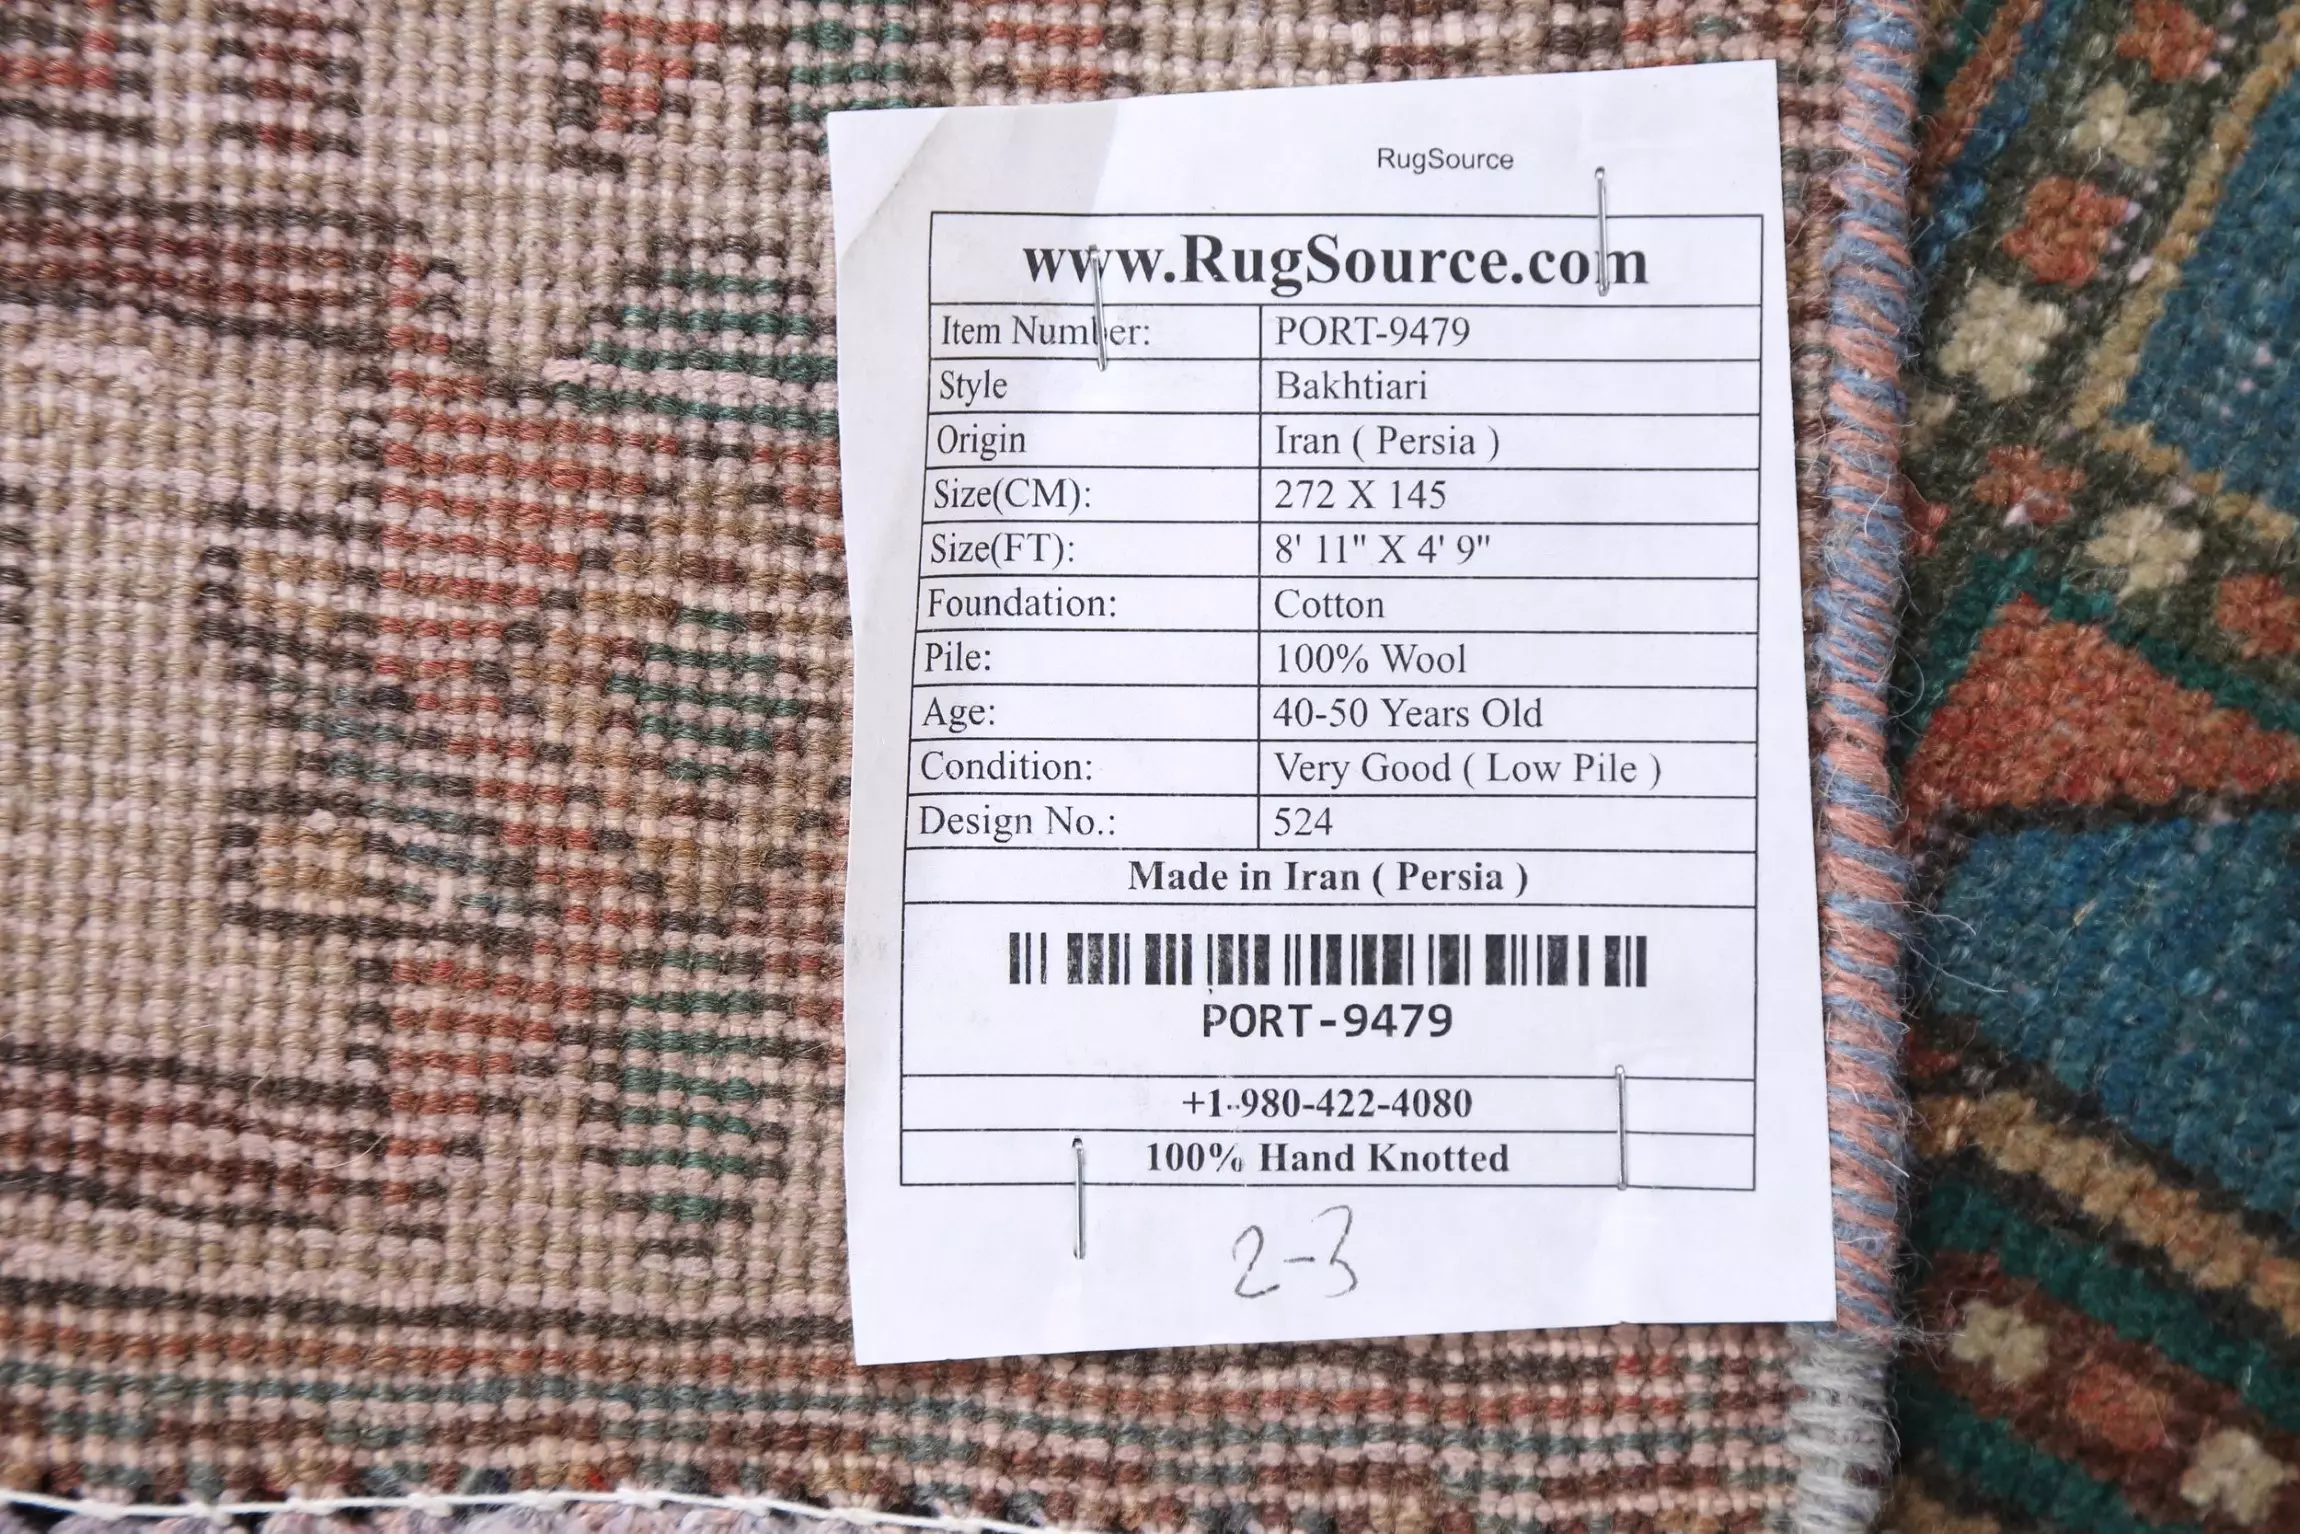 RugSource
www.RugSource.com
Item Number: PORT-9479
Style Bakhtiari
Origin Iran ( Persia )
Size(CM): 272 X 145
Size(FT): 8' 11" X 4' 9"
Foundation: Cotton
Pile: 100% Wool
Age: 40-50 Years Old
Condition: Very Good ( Low Pile )
Design No.: 524
Made in Iran ( Persia )
PORT-9479
+1-980-422-4080
100% Hand Knotted
2-3